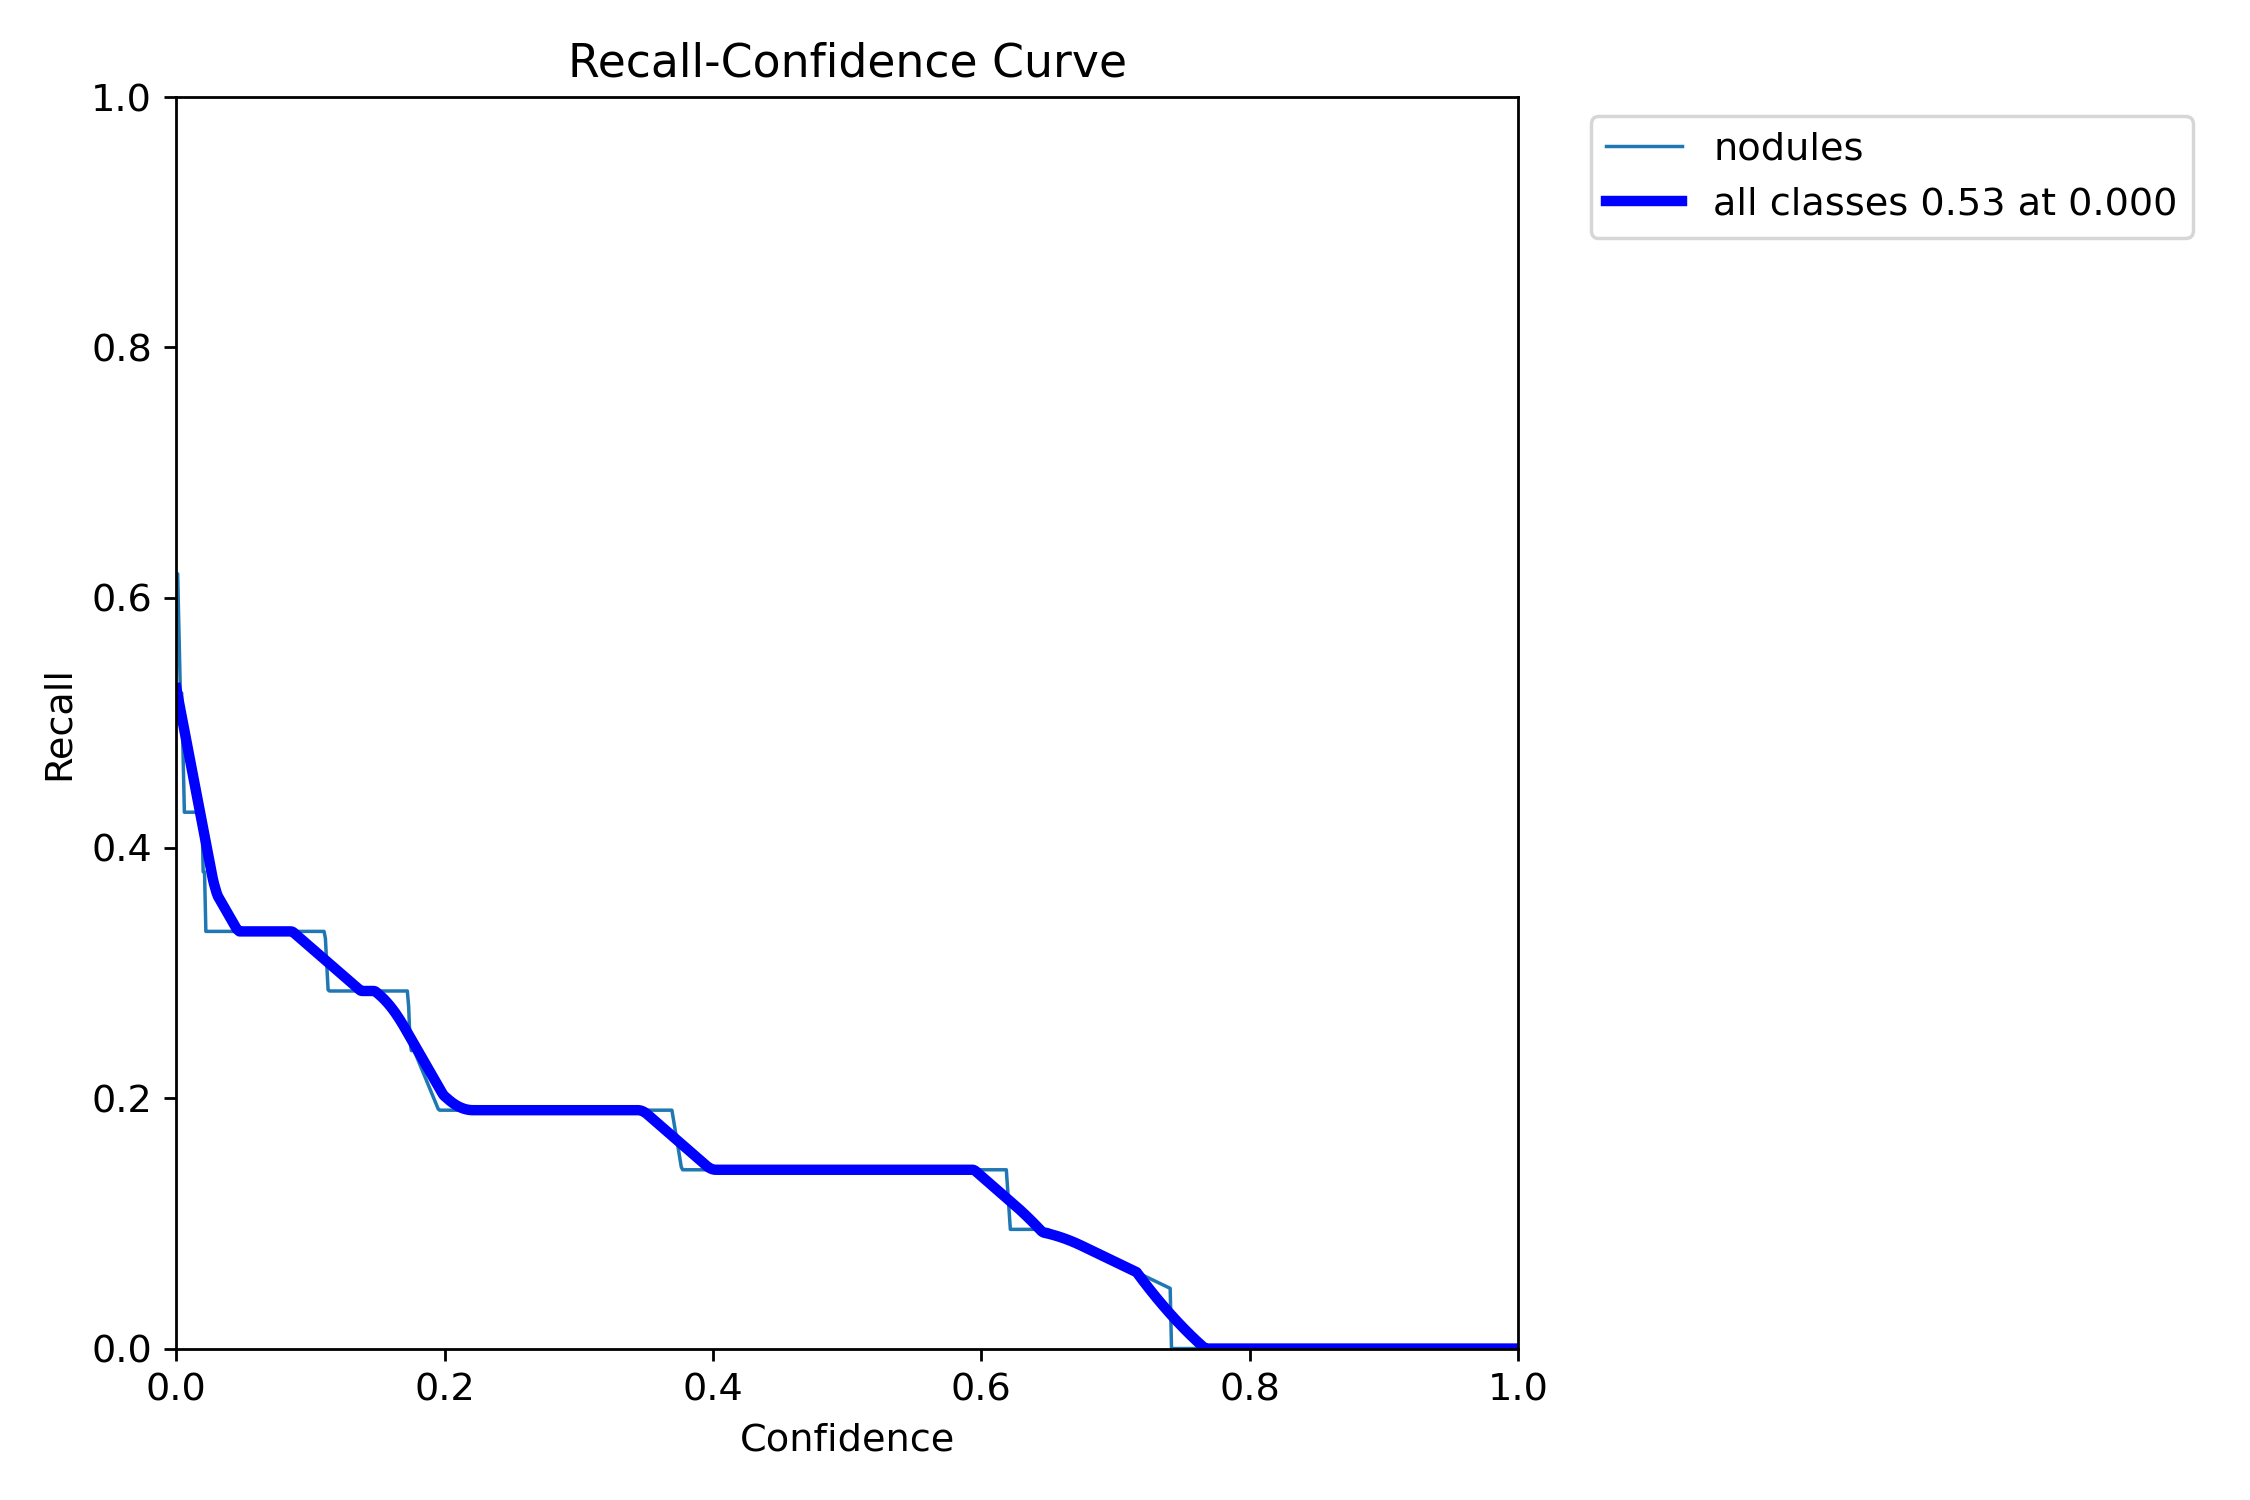 Recall-Confidence Curve
nodules
all classes 0.53 at 0.000
Recall
1.0
0.8
0.6
0.4
0.2
0.0
0.0 0.2 0.4 0.6 0.8 1.0
Confidence